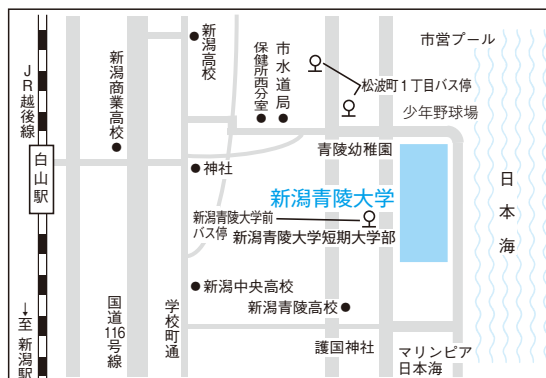 JR越後線
白山駅
↓至 新潟駅
新潟商業高校
国道116号線
新潟高校
学校町通
保健所西分室
市水道局
市営プール
松波町1丁目バス停
少年野球場
青陵幼稚園
神社
新潟青陵大学
新潟青陵大学前
バス停
新潟青陵大学短期大学部
新潟中央高校
新潟青陵高校
護国神社
マリンピア
日本海
日本海